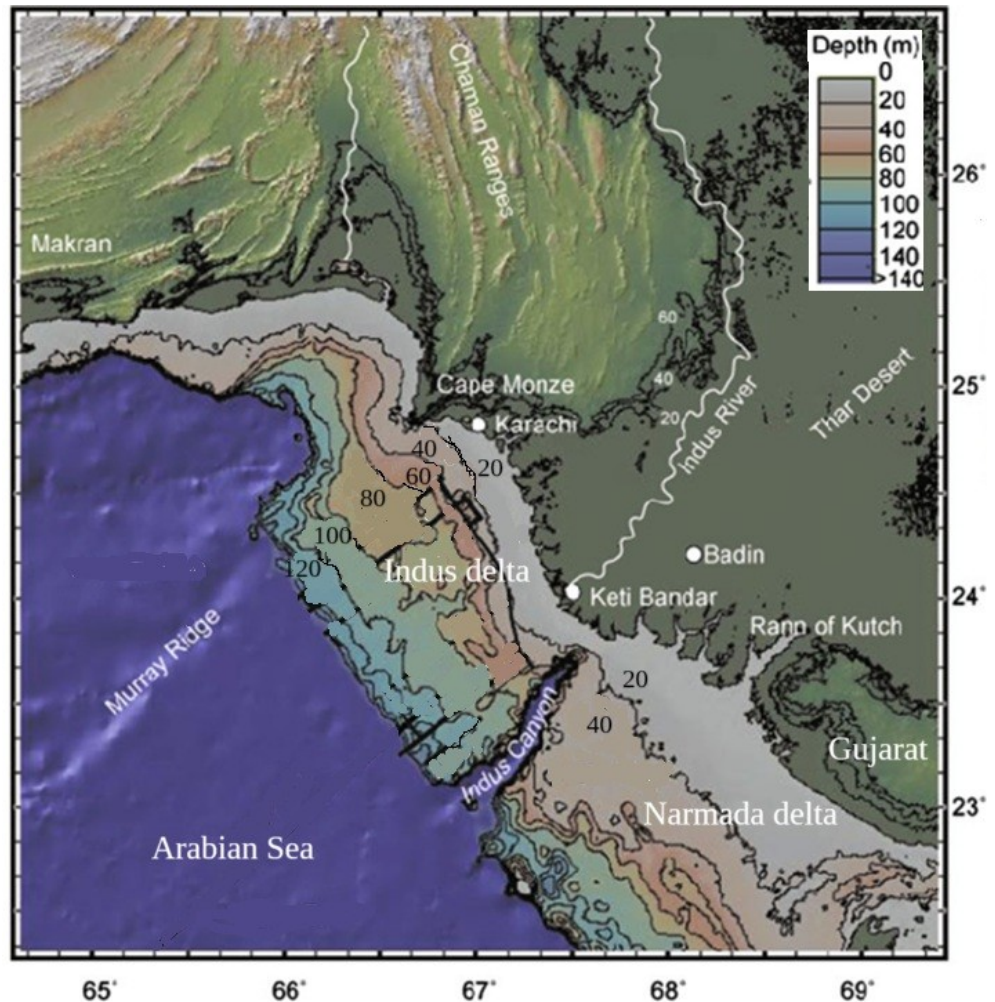 Depth (m)
0
20
40
60
80
100
120
140
>140
Chaman Ranges
26°
Makran
60
40
20
25°
Cape Monze
Karachi
Indus River
Thar Desert
40
20
60
80
100
120
Indus delta
Badin
Keti Bandar
24°
Rann of Kutch
Murray Ridge
20
40
Indus Canyon
Gujarat
Narmada delta
23°
Arabian Sea
65°
66°
67°
68°
69°